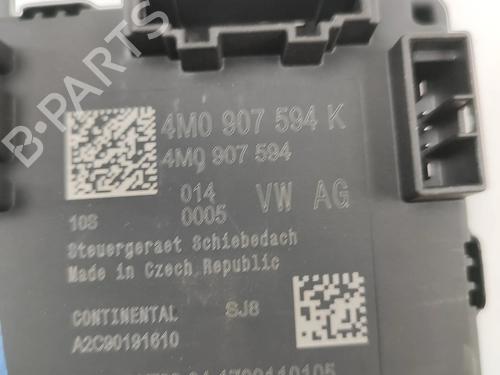 4M0 907 594 K
4M0 907 594
014 VW AG
10S 0005
Steuergeraet Schiebedach
Made in Czech Republic
CONTINENTAL SJ8
A2C90191610
B-Parts